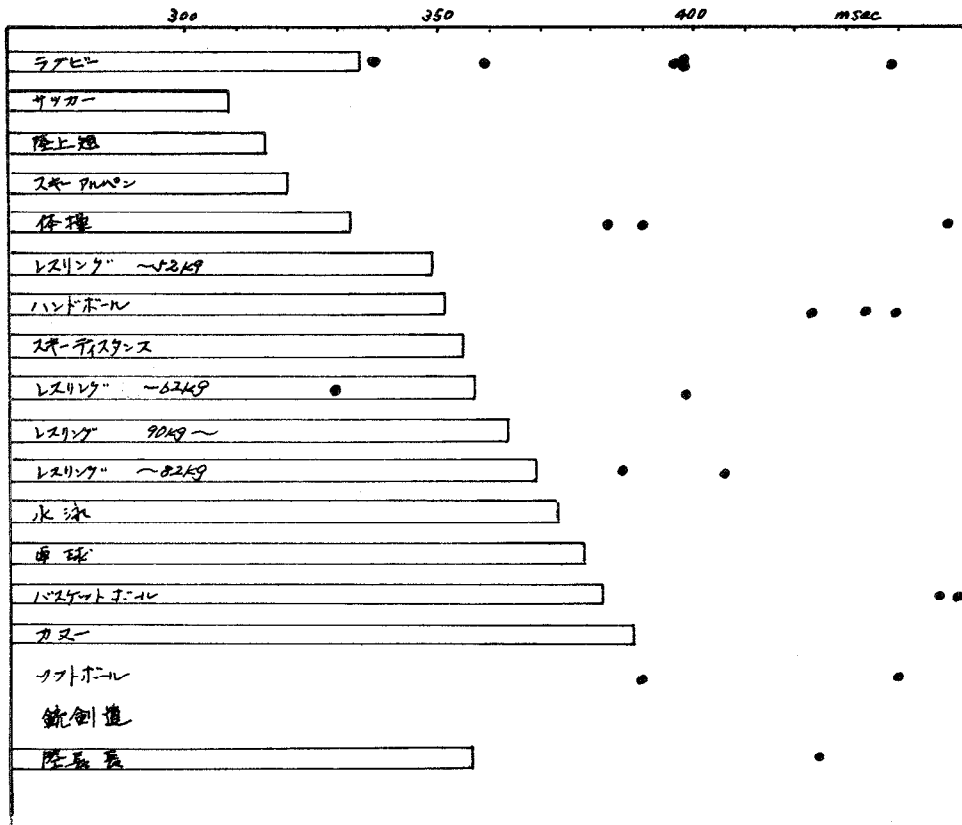 300 350 400 msec
ラグビー
サッカー
陸上短
スキーアルペン
体操
レスリング ～52kg
ハンドボール
スキーディスタンス
レスリング ～62kg
レスリング 90kg～
レスリング ～82kg
水泳
卓球
バスケットボール
カヌー
ソフトボール
銃剣道